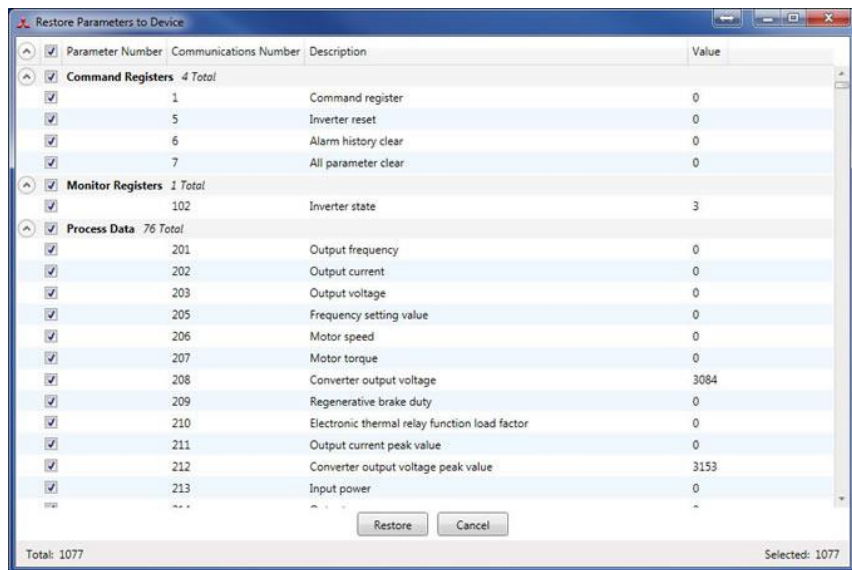 Restore Parameters to Device
Parameter Number Communications Number Description Value
Command Registers 4 Total
1 Command register 0
5 Inverter reset 0
6 Alarm history clear 0
7 All parameter clear 0
Monitor Registers 1 Total
102 Inverter state 3
Process Data 76 Total
201 Output frequency 0
202 Output current 0
203 Output voltage 0
205 Frequency setting value 0
206 Motor speed 0
207 Motor torque 0
208 Converter output voltage 3084
209 Regenerative brake duty 0
210 Electronic thermal relay function load factor 0
211 Output current peak value 0
212 Converter output voltage peak value 3153
213 Input power 0
Restore Cancel
Total: 1077 Selected: 1077